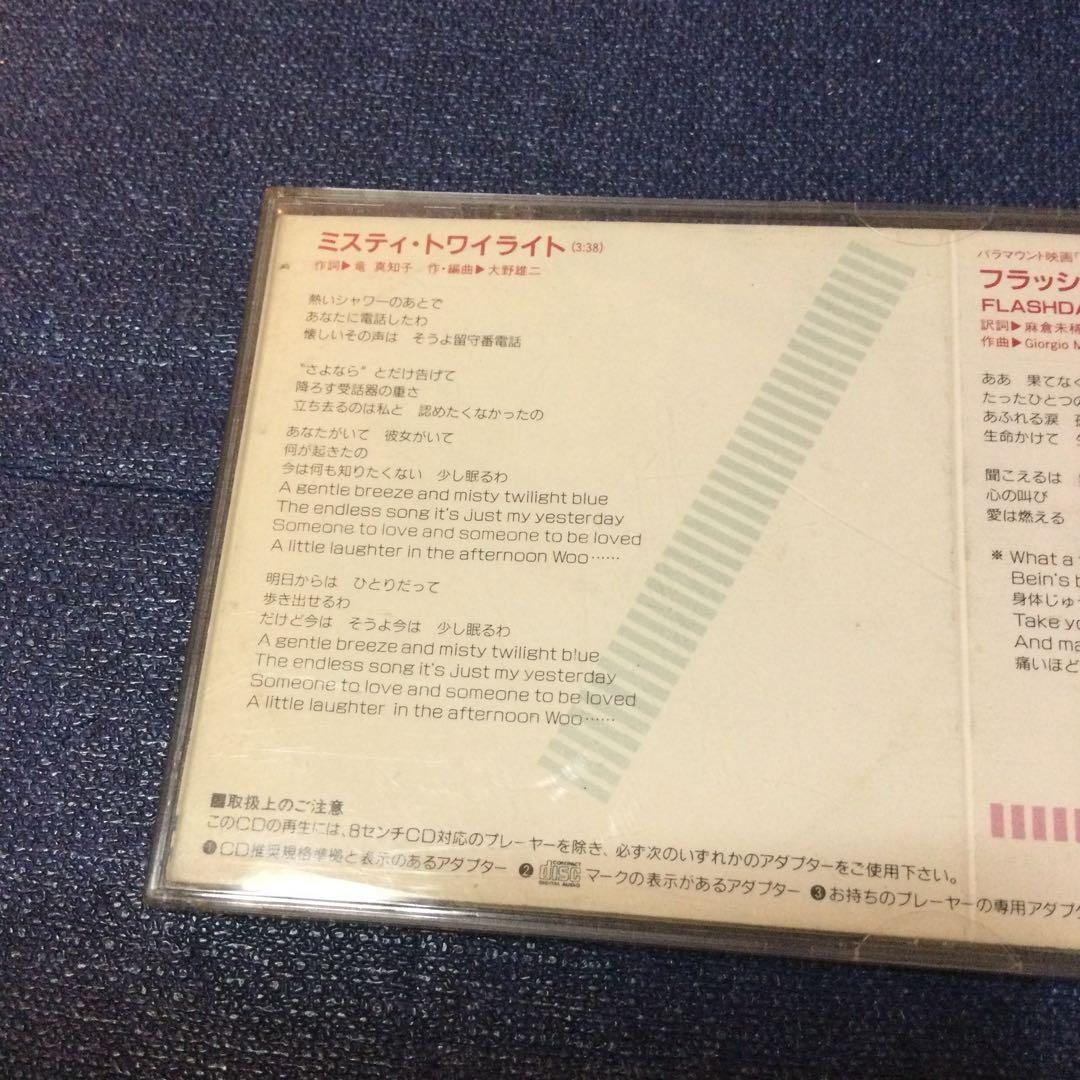 ミスティ・トワイライト (3:38)
作詞▶竜 真知子 作・編曲▶大野雄二
熱いシャワーのあとで
あなたに電話したわ
懐しいその声は そうよ留守番電話
"さよなら"とだけ告げて
降ろす受話器の重さ
立ち去るのは私と 認めたくなかったの
あなたがいて 彼女がいて
何が起きたの
今は何も知りたくない 少し眠るわ
A gentle breeze and misty twilight blue
The endless song it's just my yesterday
Someone to love and someone to be loved
A little laughter in the afternoon Woo……
明日からは ひとりだって
歩き出せるわ
だけど今は そうよ今は 少し眠るわ
A gentle breeze and misty twilight blue
The endless song it's just my yesterday
Someone to love and someone to be loved
A little laughter in the afternoon Woo……
■取扱上のご注意
このCDの再生には、8センチCD対応のプレーヤーを除き、必ず次のいずれかのアダプターをご使用下さい。
❶CD推奨規格準拠と表示のあるアダプター ❷ COMPACT disc DIGITAL AUDIO マークの表示があるアダプター ❸お持ちのプレーヤーの専用アダプ
パラマウント映画
フラッシ
FLASHDA
訳詞▶麻倉未稀
作曲▶Giorgio M
ああ 果てなく
たったひとつの
あふれる涙
生命かけて
聞こえるは
心の叫び
愛は燃える
※ What a
Bein's b
身体じゅう
Take yo
And ma
痛いほど